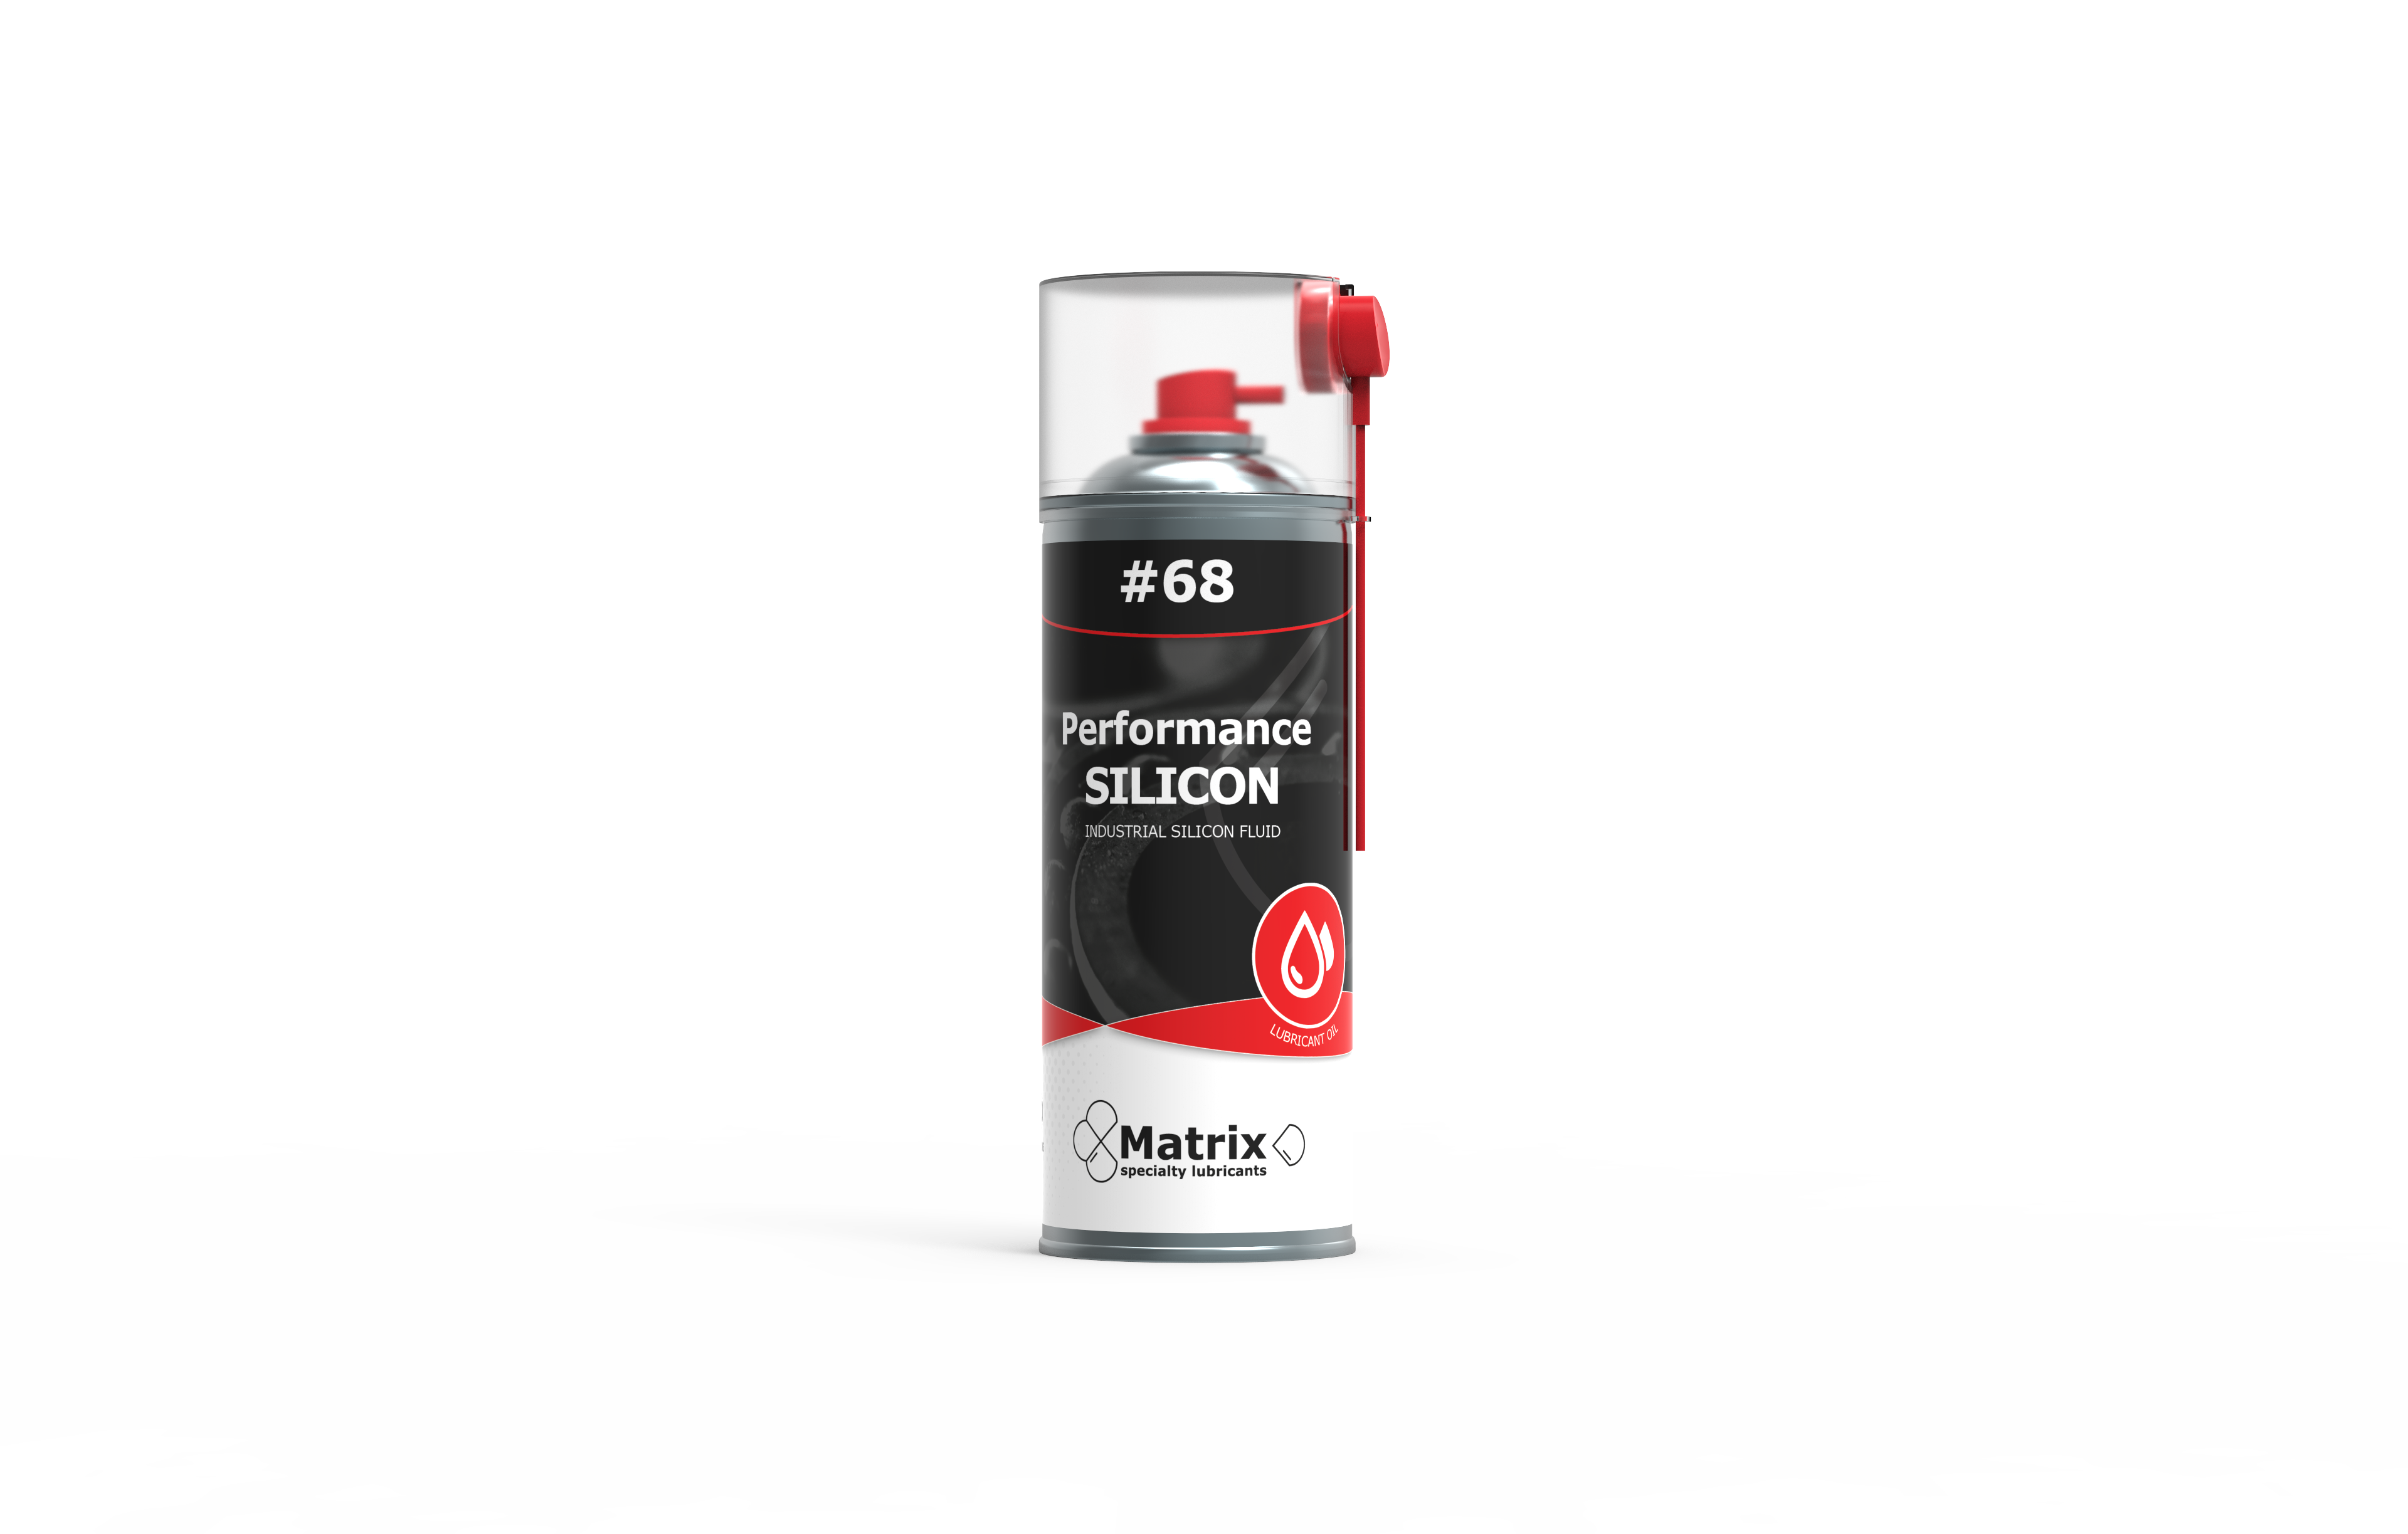 #68
Performance
SILICON
INDUSTRIAL SILICON FLUID
LUBRICANT OIL
Matrix
specialty lubricants